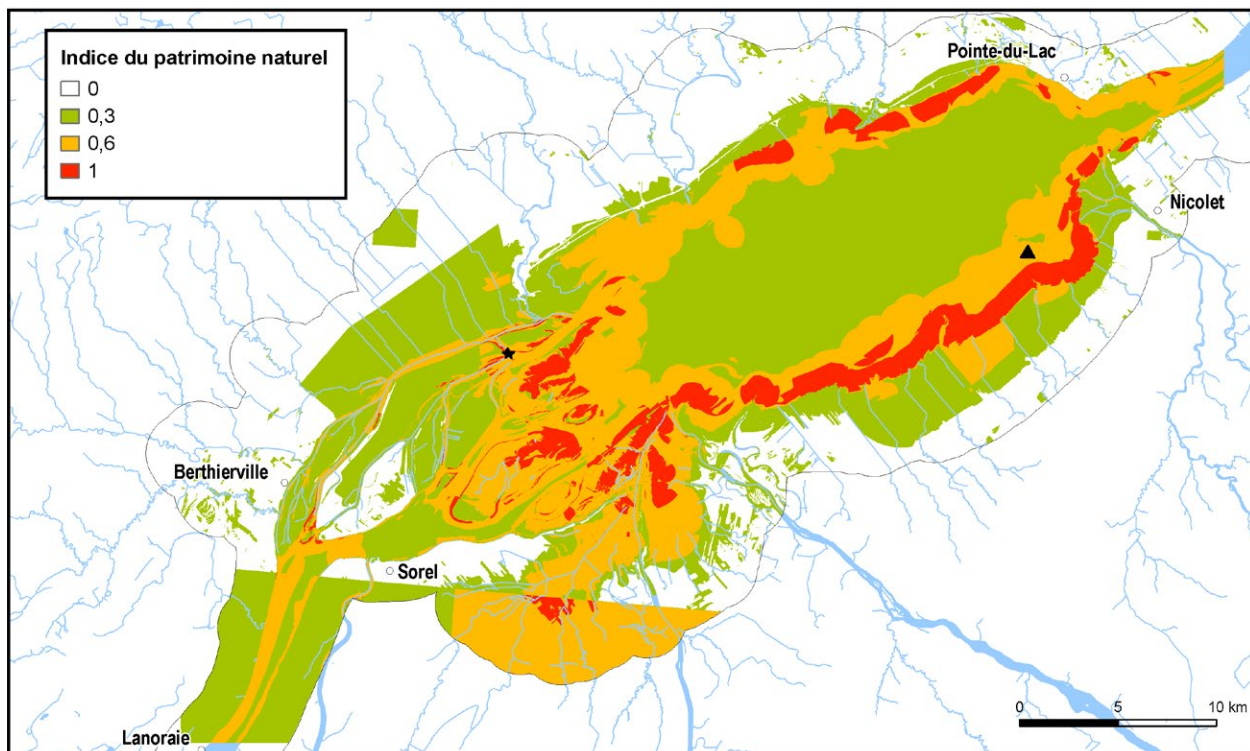 Indice du patrimoine naturel
0
0,3
0,6
1
Pointe-du-Lac
Nicolet
Berthierville
Sorel
Lanoraie
0 5 10 km